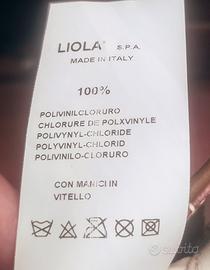 LIOLA® S.P.A.
MADE IN ITALY
100%
POLIVINILCLORURO
CHLORURE DE POLXVINYLE
POLYVYNYL-CHLORIDE
POLYVINYL-CHLORID
POLIVINILO-CLORURO
CON MANICI IN
VITELLO
subito